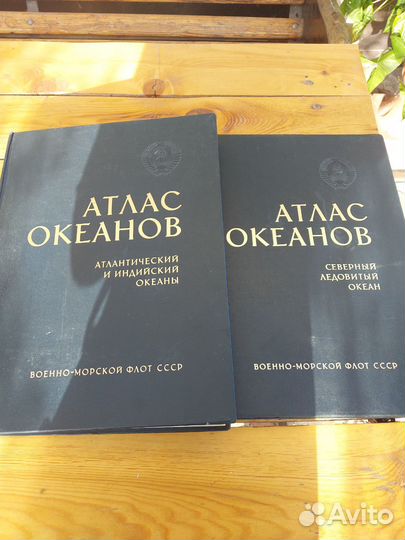 АТЛАС
ОКЕАНОВ
АТЛАНТИЧЕСКИЙ
И ИНДИЙСКИЙ
ОКЕАНЫ
ВОЕННО-МОРСКОЙ ФЛОТ СССР
АТЛАС
ОКЕАНОВ
СЕВЕРНЫЙ
ЛЕДОВИТЫЙ
ОКЕАН
ВОЕННО-МОРСКОЙ ФЛОТ СССР
Avito